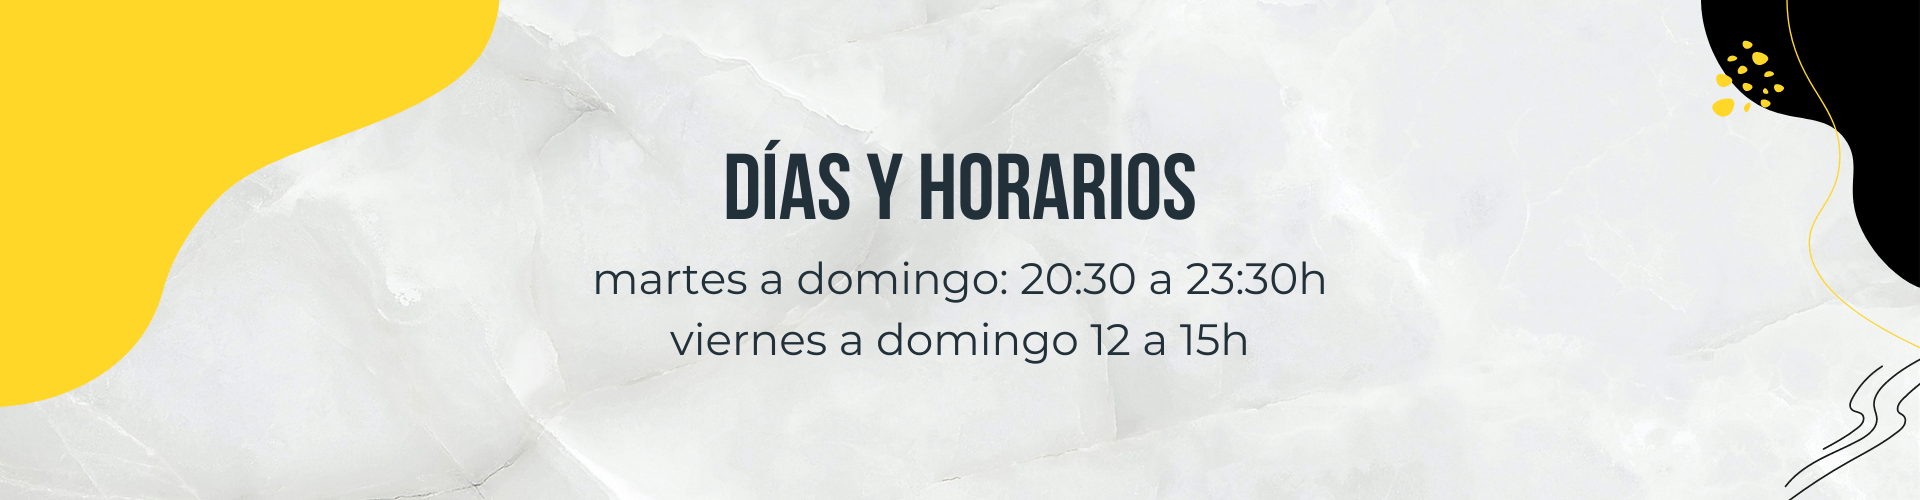 DÍAS Y HORARIOS
martes a domingo: 20:30 a 23:30h
viernes a domingo 12 a 15h